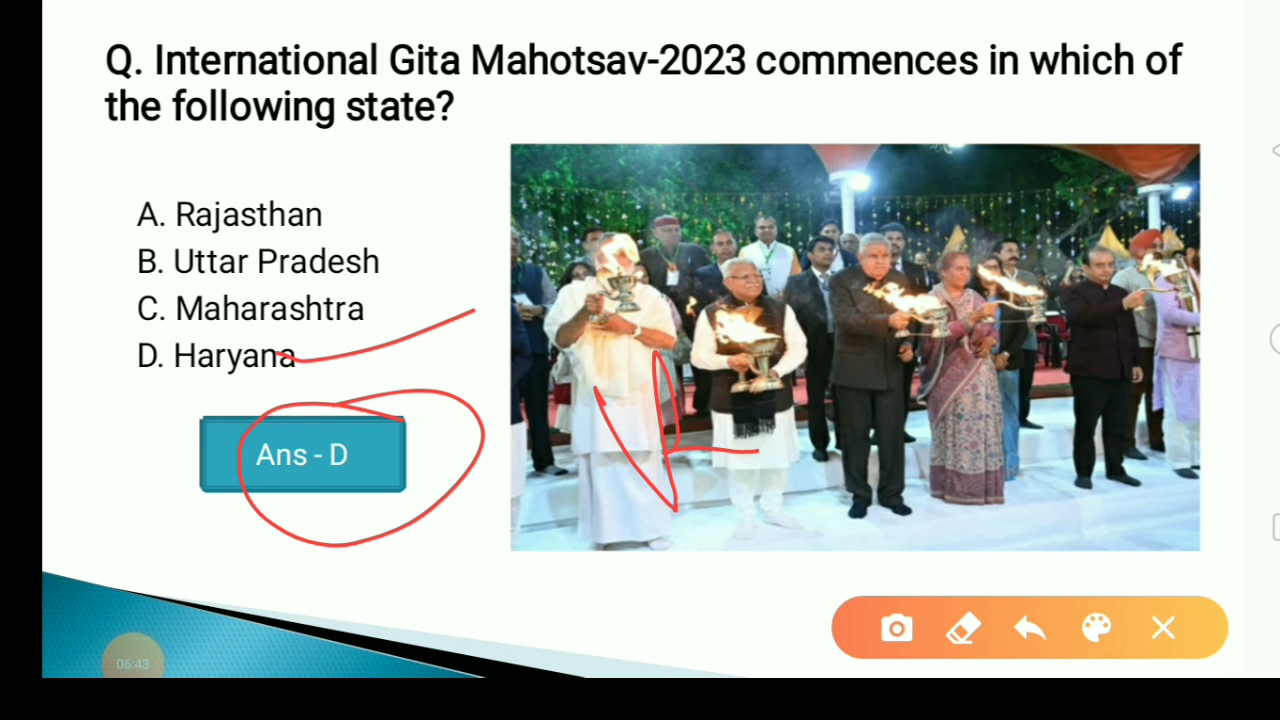 Q. International Gita Mahotsav-2023 commences in which of
the following state?
A. Rajasthan
B. Uttar Pradesh
C. Maharashtra
D. Haryana
Ans - D
06:43